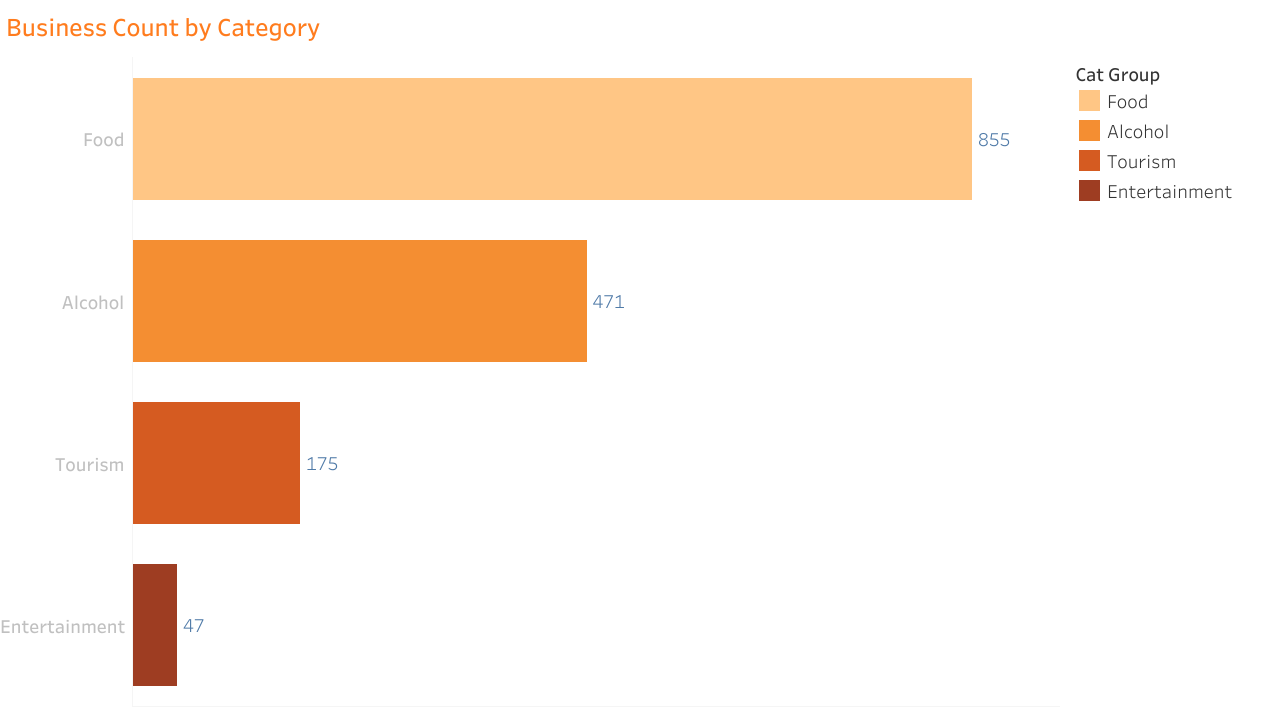 Business Count by Category
Food
855
Alcohol
471
Tourism
175
Entertainment
47
Cat Group
Food
Alcohol
Tourism
Entertainment